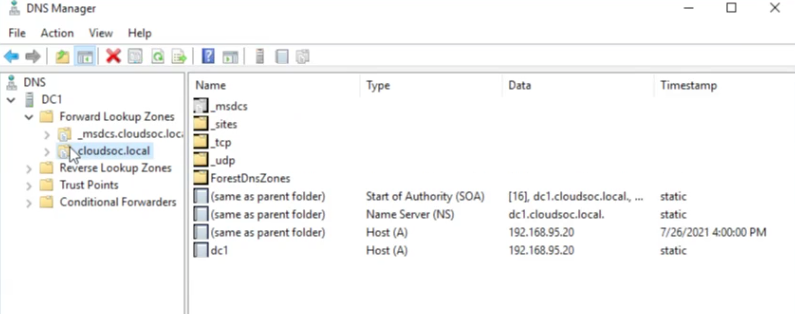 DNS Manager
File Action View Help
DNS
DC1
Forward Lookup Zones
_msdcs.cloudsoc.loca
cloudsoc.local
Reverse Lookup Zones
Trust Points
Conditional Forwarders
Name Type Data Timestamp
_msdcs
_sites
_tcp
_udp
ForestDnsZones
(same as parent folder) Start of Authority (SOA) [16], dc1.cloudsoc.local., ... static
(same as parent folder) Name Server (NS) dc1.cloudsoc.local. static
(same as parent folder) Host (A) 192.168.95.20 7/26/2021 4:00:00 PM
dc1 Host (A) 192.168.95.20 static